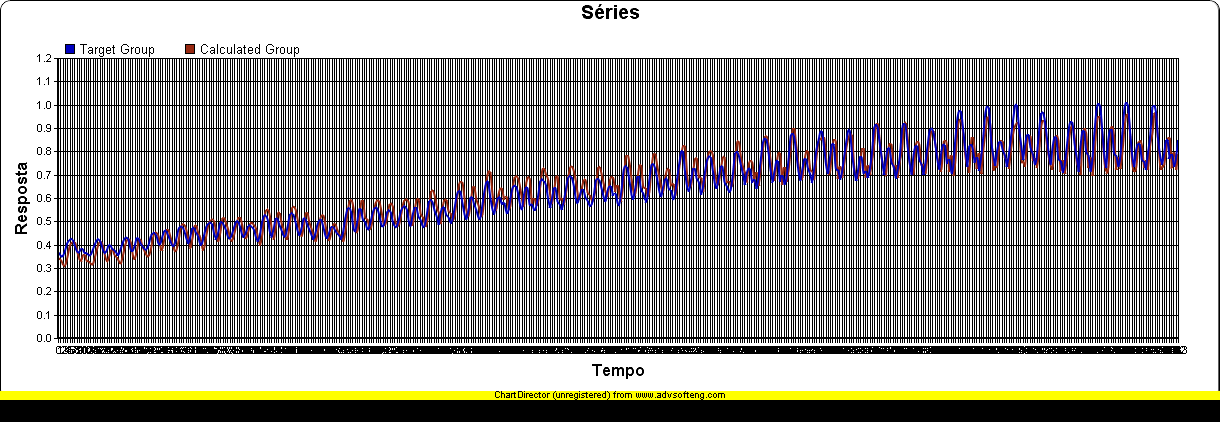 Séries
Target Group
Calculated Group
1.2
1.1
1.0
0.9
0.8
0.7
0.6
0.5
0.4
0.3
0.2
0.1
0.0
Resposta
Tempo
ChartDirector (unregistered) from www.advsofteng.com